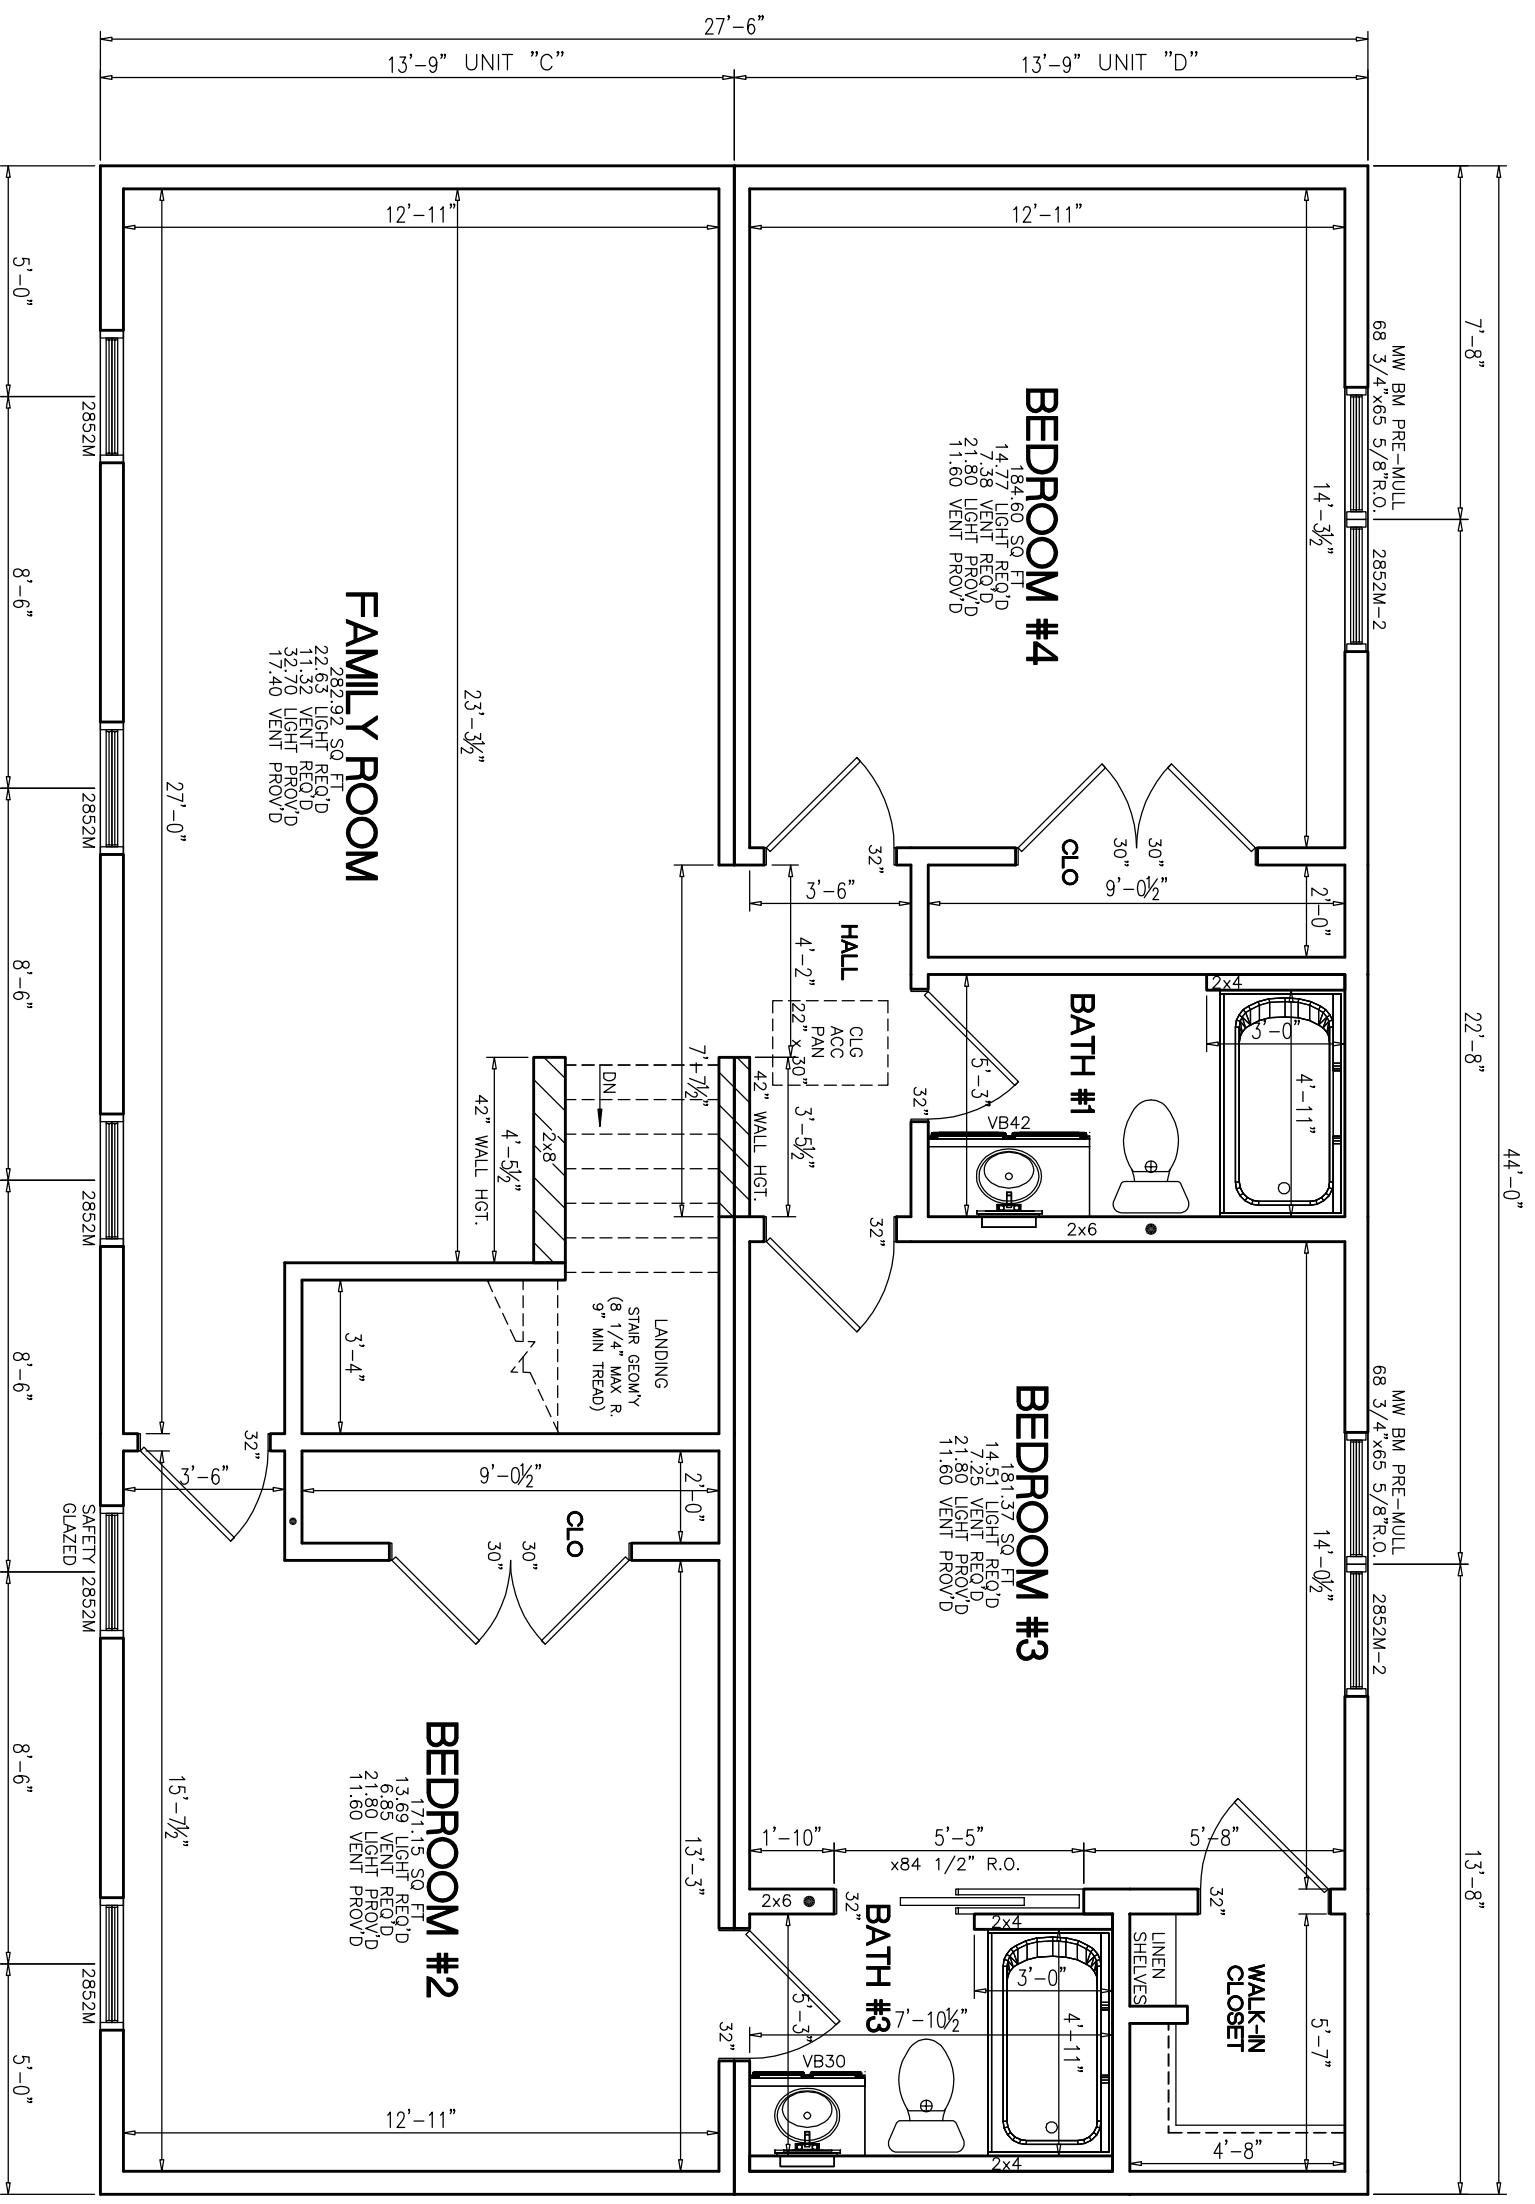 27'-6"
13'-9" UNIT "C"
13'-9" UNIT "D"
44'-0"
7'-8"
22'-8"
13'-8"
MW BM PRE-MULL
68 3/4"x65 5/8"R.O.
2852M-2
MW BM PRE-MULL
68 3/4"x65 5/8"R.O.
2852M-2
12'-11"
14'-3½"
BEDROOM #4
184.60 SQ FT
14.77 LIGHT REQ'D
7.38 VENT REQ'D
21.80 LIGHT PROV'D
11.60 VENT PROV'D
32"
30"
30"
CLO
9'-0½"
2'-0"
3'-6"
HALL
4'-2"
22" x 30"
CLG
ACC
PAN
2x4
BATH #1
3'-0"
4'-11"
5'-3"
32"
VB42
2x6
42" WALL HGT.
3'-5½"
7'-7½"
32"
14'-0½"
BEDROOM #3
181.37 SQ FT
14.51 LIGHT REQ'D
7.25 VENT REQ'D
21.80 LIGHT PROV'D
11.60 VENT PROV'D
1'-10"
5'-5"
x84 1/2" R.O.
5'-8"
2x6
32"
32"
BATH #3
2x4
3'-0"
4'-11"
7'-10½"
5'-3"
VB30
2x4
LINEN
SHELVES
WALK-IN
CLOSET
5'-7"
4'-8"
12'-11"
23'-3½"
27'-0"
FAMILY ROOM
282.92 SQ FT
22.63 LIGHT REQ'D
11.32 VENT REQ'D
32.70 LIGHT PROV'D
17.40 VENT PROV'D
DN
2x8
4'-5½"
42" WALL HGT.
LANDING
STAIR GEOM'Y
(8 1/4" MAX R.
9" MIN TREAD)
3'-4"
32"
3'-6"
9'-0½"
2'-0"
CLO
30"
30"
BEDROOM #2
171.15 SQ FT
13.69 LIGHT REQ'D
6.85 VENT REQ'D
21.80 LIGHT PROV'D
11.60 VENT PROV'D
13'-3"
15'-7½"
32"
12'-11"
2852M
2852M
2852M
SAFETY
GLAZED
2852M
2852M
5'-0"
8'-6"
8'-6"
8'-6"
8'-6"
5'-0"